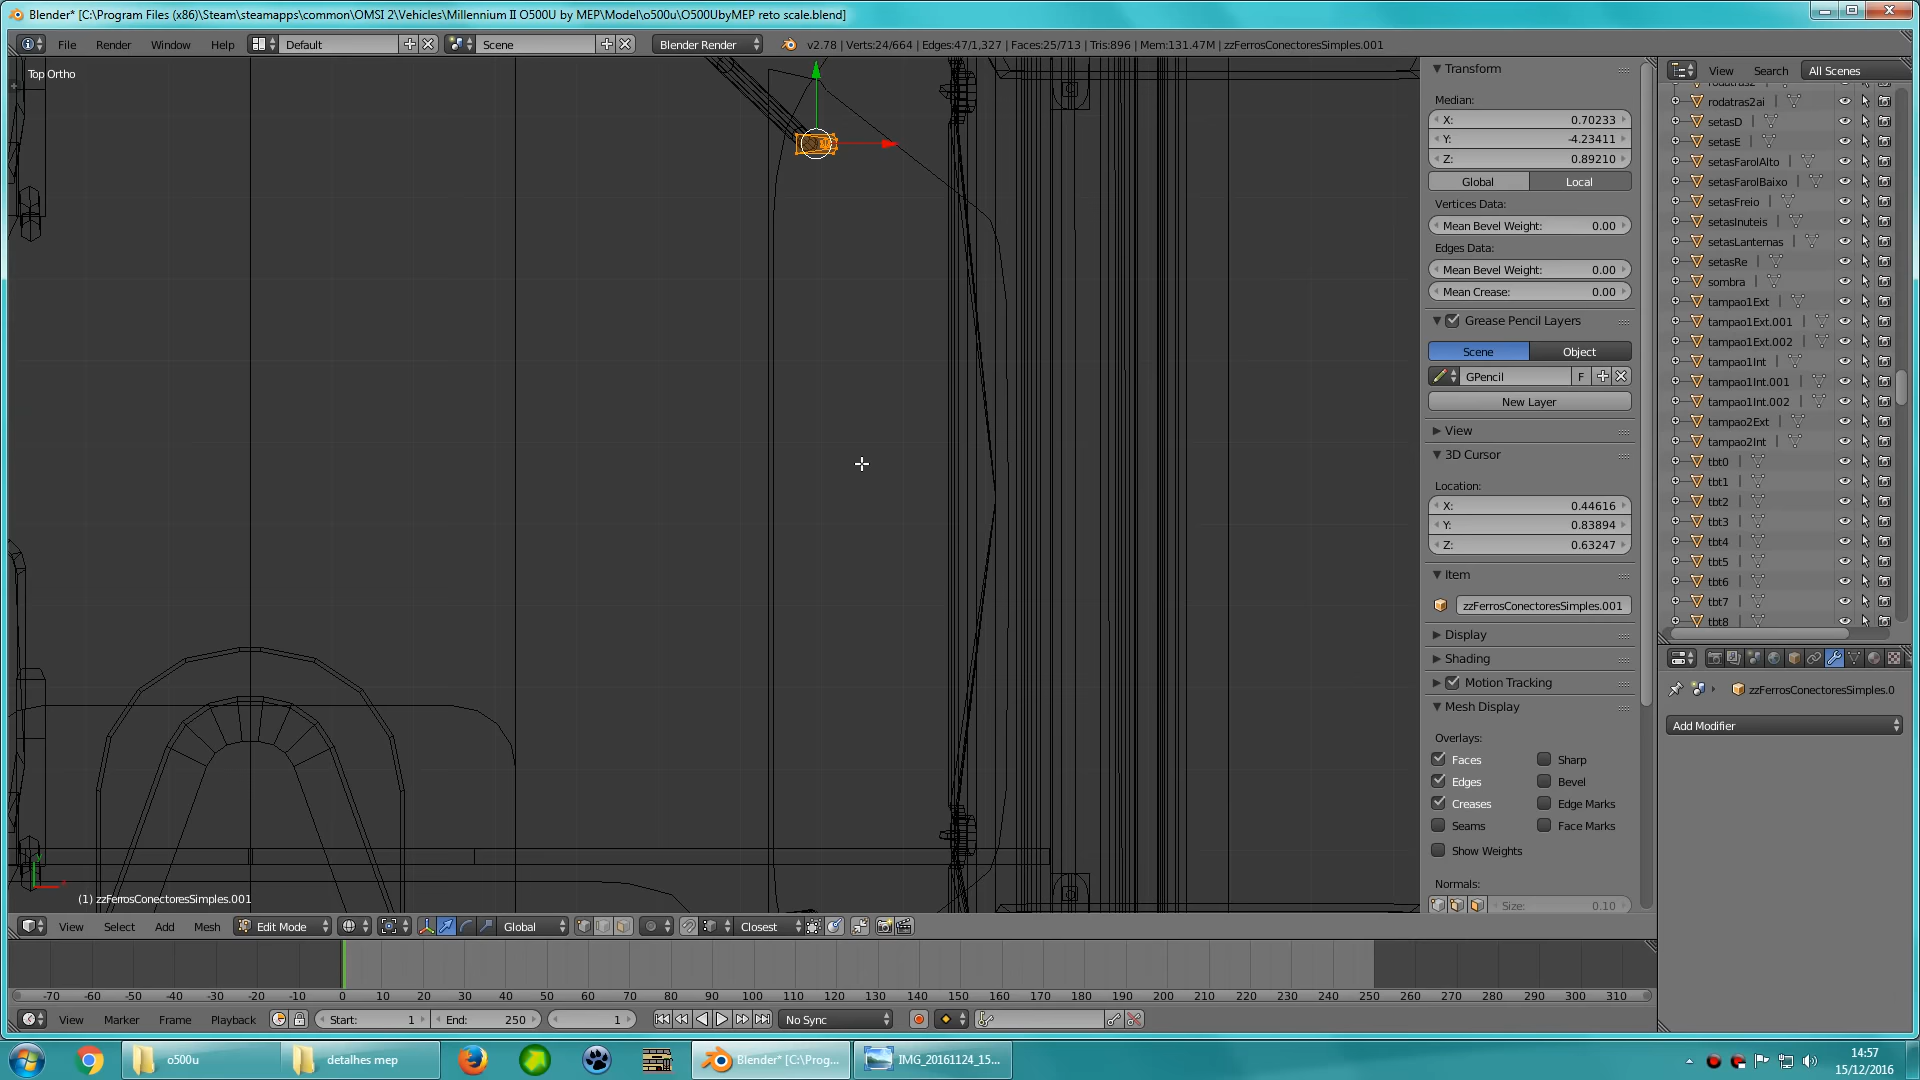 Blender* [C:\Program Files (x86)\Steam\steamapps\common\OMSI 2\Vehicles\Millennium II O500U by MEP\Model\o500u\O500UbyMEP reto scale.blend]
File Render Window Help Default Scene Blender Render v2.78 | Verts:24/664 | Edges:47/1,327 | Faces:25/713 | Tris:896 | Mem:131.47M | zzFerrosConectoresSimples.001
Top Ortho
(1) zzFerrosConectoresSimples.001
Transform
Median:
X: 0.70233
Y: -4.23411
Z: 0.89210
Global Local
Vertices Data:
Mean Bevel Weight: 0.00
Edges Data:
Mean Bevel Weight: 0.00
Mean Crease: 0.00
Grease Pencil Layers
Scene Object
GPencil F
New Layer
View
3D Cursor
Location:
X: 0.44616
Y: 0.83894
Z: 0.63247
Item
zzFerrosConectoresSimples.001
Display
Shading
Motion Tracking
Mesh Display
Overlays:
Faces Sharp
Edges Bevel
Creases Edge Marks
Seams Face Marks
Show Weights
Normals:
Size: 0.10
View Search All Scenes
rodatras2ai
setasD
setasE
setasFarolAlto
setasFarolBaixo
setasFreio
setasInuteis
setasLanternas
setasRe
sombra
tampao1Ext
tampao1Ext.001
tampao1Ext.002
tampao1Int
tampao1Int.001
tampao1Int.002
tampao2Ext
tampao2Int
tbt0
tbt1
tbt2
tbt3
tbt4
tbt5
tbt6
tbt7
tbt8
zzFerrosConectoresSimples.0
Add Modifier
View Select Add Mesh Edit Mode Global Closest
-70 -60 -50 -40 -30 -20 -10 0 10 20 30 40 50 60 70 80 90 100 110 120 130 140 150 160 170 180 190 200 210 220 230 240 250 260 270 280 290 300 310
View Marker Frame Playback Start: 1 End: 250 1 No Sync
o500u detalhes mep Blender* [C:\Prog... IMG_20161124_15...
14:57
15/12/2016